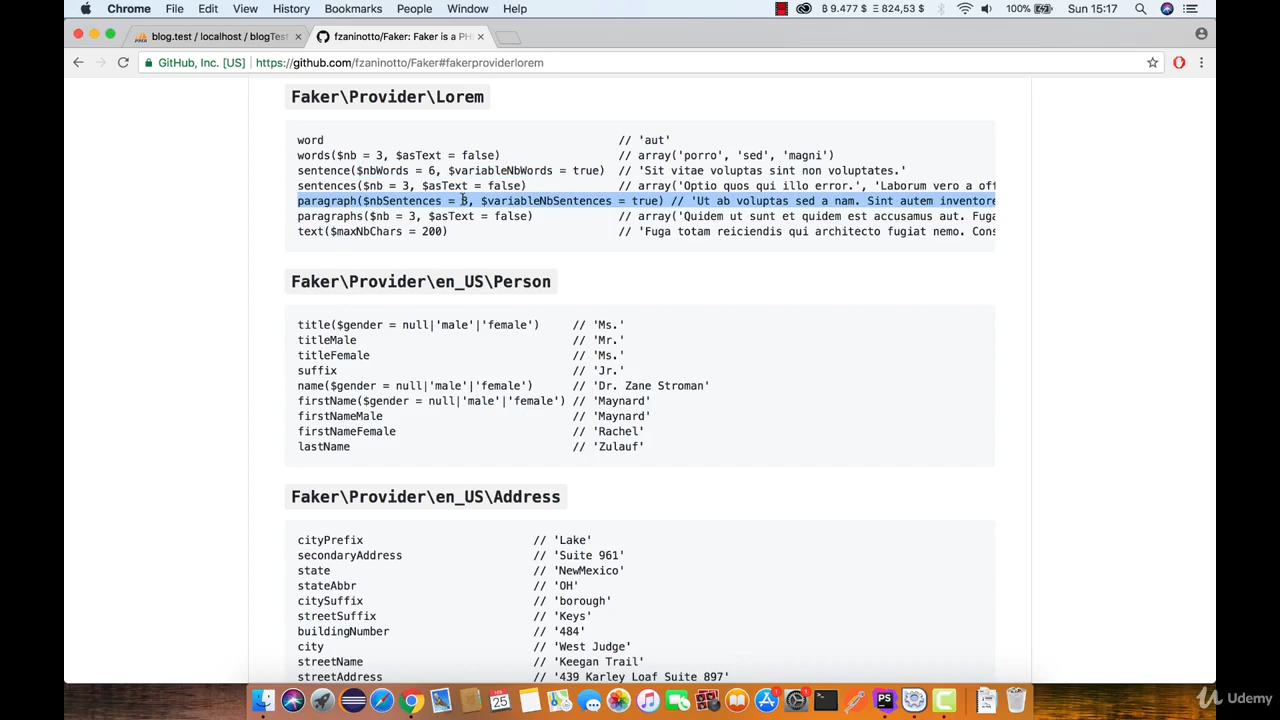 Chrome File Edit View History Bookmarks People Window Help B 9.477 ≡ 824,53 $ 100% Sun 15:17
blog.test / localhost / blogTest fzaninotto/Faker: Faker is a PH
GitHub, Inc. [US] https://github.com/fzaninotto/Faker#fakerproviderlorem
Faker\Provider\Lorem
word // 'aut'
words($nb = 3, $asText = false) // array('porro', 'sed', 'magni')
sentence($nbWords = 6, $variableNbWords = true) // 'Sit vitae voluptas sint non voluptates.'
sentences($nb = 3, $asText = false) // array('Optio quos qui illo error.', 'Laborum vero a off
paragraph($nbSentences = 3, $variableNbSentences = true) // 'Ut ab voluptas sed a nam. Sint autem inventore
paragraphs($nb = 3, $asText = false) // array('Quidem ut sunt et quidem est accusamus aut. Fuga
text($maxNbChars = 200) // 'Fuga totam reiciendis qui architecto fugiat nemo. Cons
Faker\Provider\en_US\Person
title($gender = null|'male'|'female') // 'Ms.'
titleMale // 'Mr.'
titleFemale // 'Ms.'
suffix // 'Jr.'
name($gender = null|'male'|'female') // 'Dr. Zane Stroman'
firstName($gender = null|'male'|'female') // 'Maynard'
firstNameMale // 'Maynard'
firstNameFemale // 'Rachel'
lastName // 'Zulauf'
Faker\Provider\en_US\Address
cityPrefix // 'Lake'
secondaryAddress // 'Suite 961'
state // 'NewMexico'
stateAbbr // 'OH'
citySuffix // 'borough'
streetSuffix // 'Keys'
buildingNumber // '484'
city // 'West Judge'
streetName // 'Keegan Trail'
streetAddress // '439 Karley Loaf Suite 897'
25 PS
Udemy